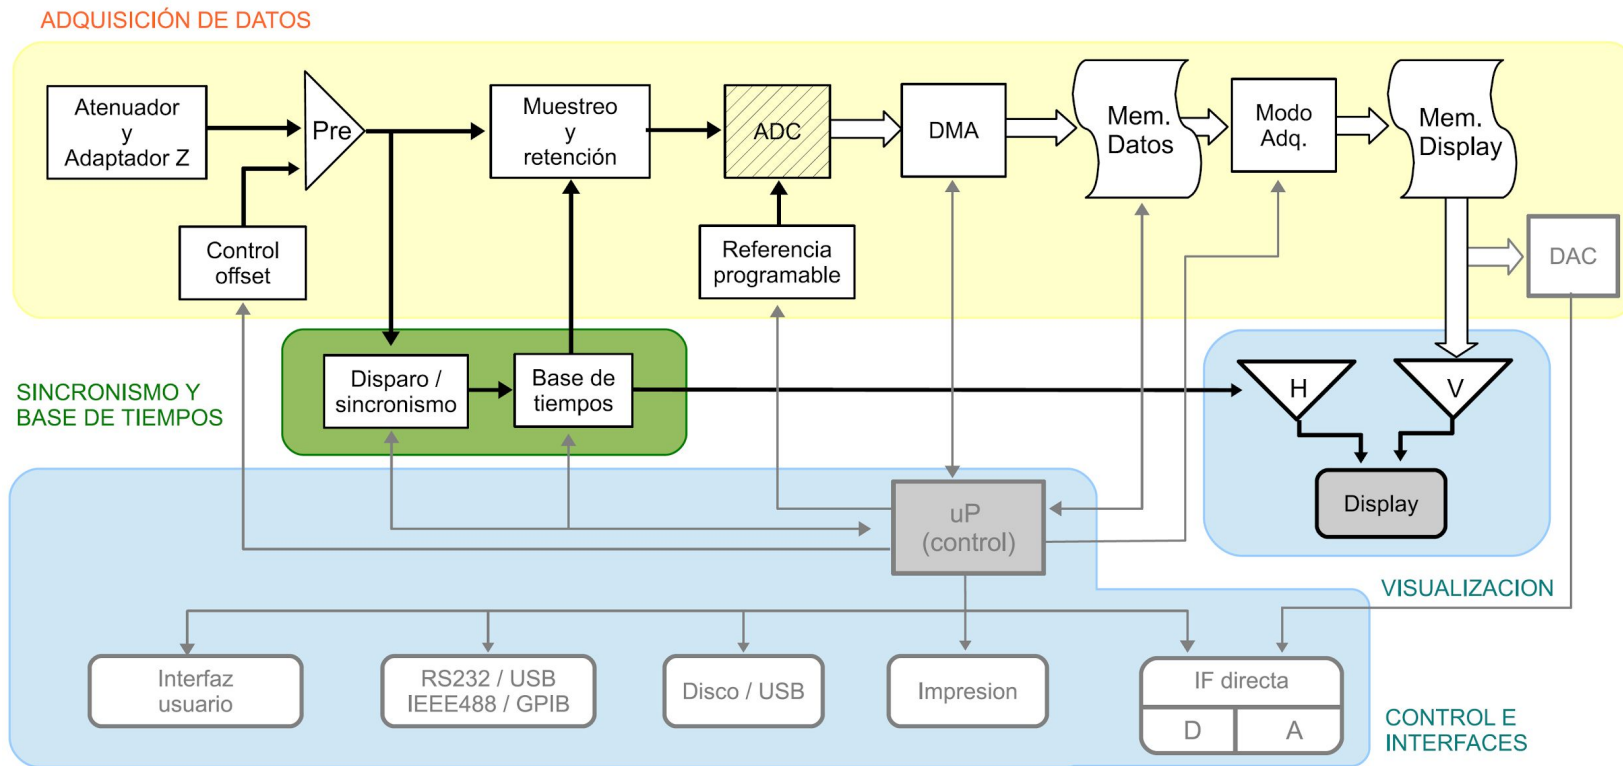 ADQUISICIÓN DE DATOS
Atenuador
y
Adaptador Z
Pre
Muestreo
y
retención
ADC
DMA
Mem.
Datos
Modo
Adq.
Mem.
Display
Control
offset
Referencia
programable
DAC
SINCRONISMO Y
BASE DE TIEMPOS
Disparo /
sincronismo
Base de
tiempos
H
V
Display
uP
(control)
VISUALIZACION
Interfaz
usuario
RS232 / USB
IEEE488 / GPIB
Disco / USB
Impresion
IF directa
D
A
CONTROL E
INTERFACES